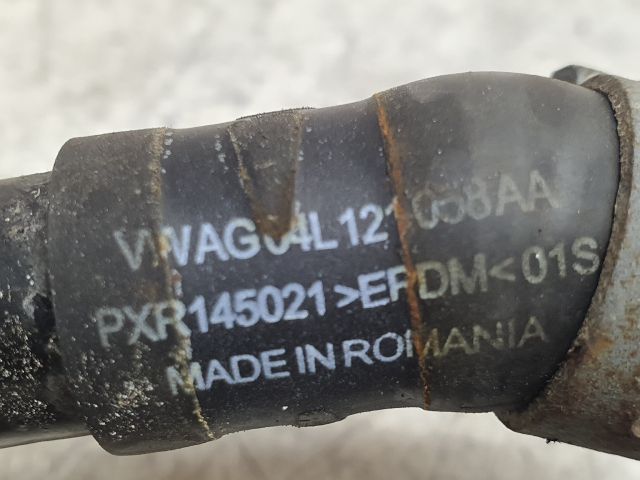 VWAG04L121058AA
PXR145021>EPDM<01S
MADE IN ROMANIA